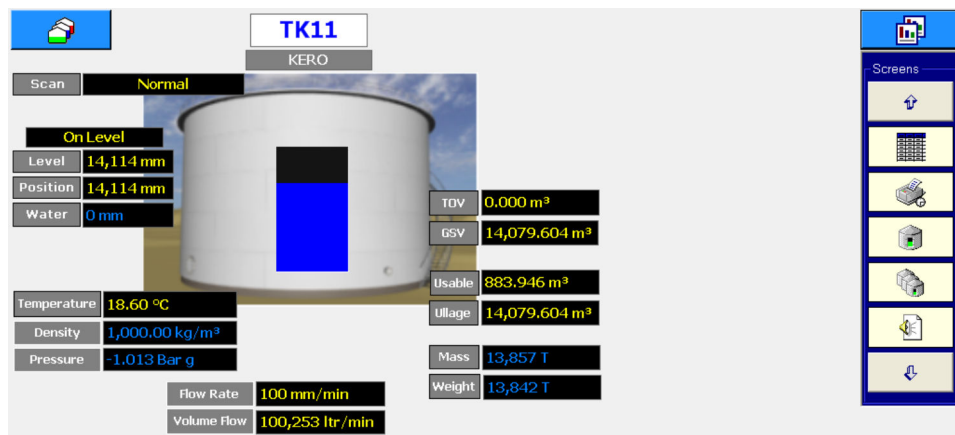 TK11
KERO
Screens
Scan Normal
On Level
Level 14,114 mm
Position 14,114 mm
Water 0 mm
TOV 0.000 m³
GSV 14,079.604 m³
Usable 883.946 m³
Ullage 14,079.604 m³
Temperature 18.60 °C
Density 1,000.00 kg/m³
Pressure -1.013 Bar g
Mass 13,857 T
Weight 13,842 T
Flow Rate 100 mm/min
Volume Flow 100,253 ltr/min